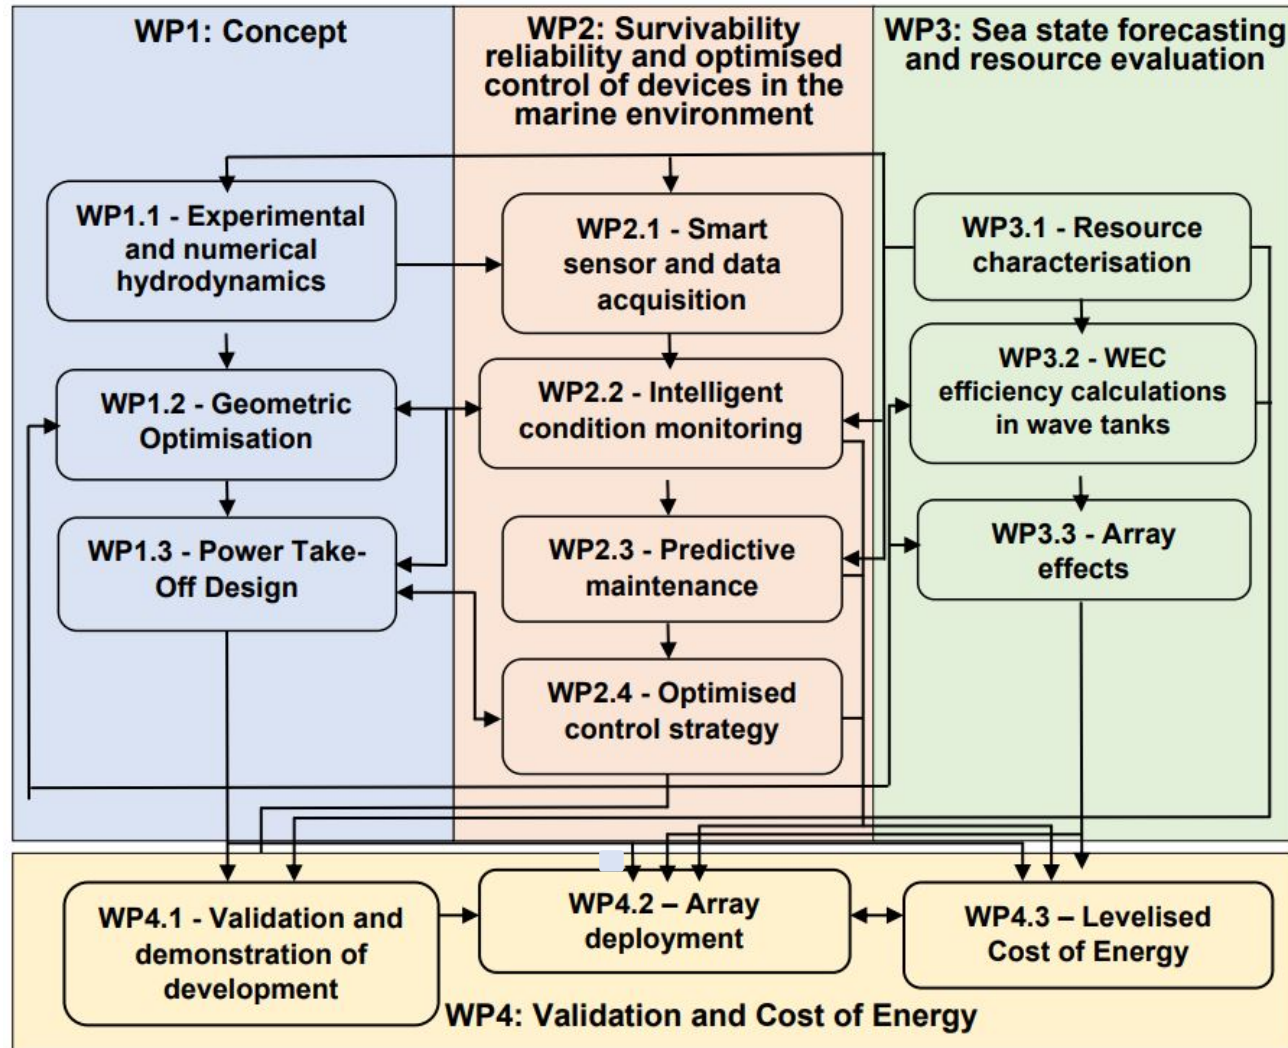 WP1: Concept
WP2: Survivability
reliability and optimised
control of devices in the
marine environment
WP3: Sea state forecasting
and resource evaluation
WP1.1 - Experimental
and numerical
hydrodynamics
WP1.2 - Geometric
Optimisation
WP1.3 - Power Take-
Off Design
WP2.1 - Smart
sensor and data
acquisition
WP2.2 - Intelligent
condition monitoring
WP2.3 - Predictive
maintenance
WP2.4 - Optimised
control strategy
WP3.1 - Resource
characterisation
WP3.2 - WEC
efficiency calculations
in wave tanks
WP3.3 - Array
effects
WP4.1 - Validation and
demonstration of
development
WP4.2 – Array
deployment
WP4.3 – Levelised
Cost of Energy
WP4: Validation and Cost of Energy